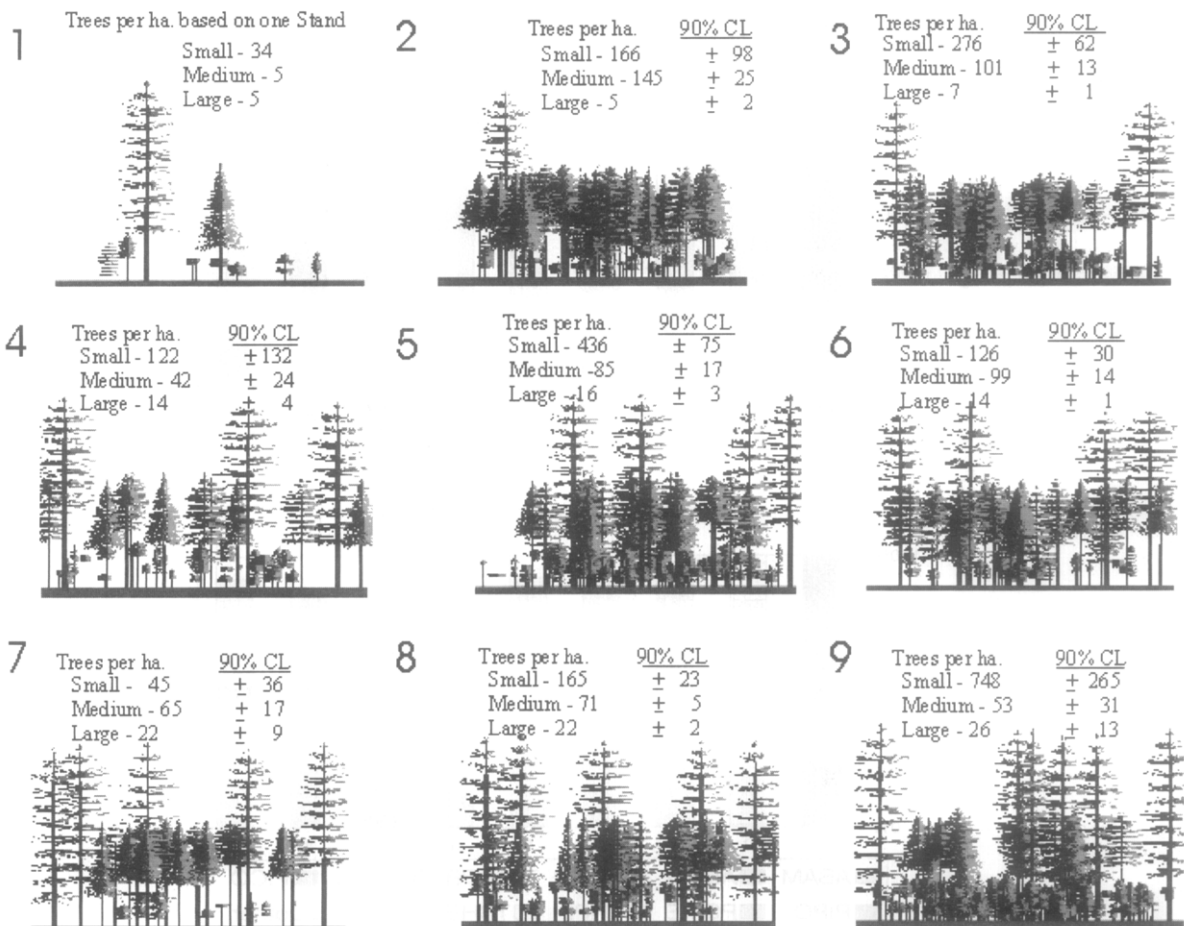 1
Trees per ha. based on one Stand
Small - 34
Medium - 5
Large - 5
2
Trees per ha. 90% CL
Small - 166 ± 98
Medium - 145 ± 25
Large - 5 ± 2
3
Trees per ha. 90% CL
Small - 276 ± 62
Medium - 101 ± 13
Large - 7 ± 1
4
Trees per ha. 90% CL
Small - 122 ± 132
Medium - 42 ± 24
Large - 14 ± 4
5
Trees per ha. 90% CL
Small - 436 ± 75
Medium -85 ± 17
Large -16 ± 3
6
Trees per ha. 90% CL
Small - 126 ± 30
Medium - 99 ± 14
Large - 14 ± 1
7
Trees per ha. 90% CL
Small - 45 ± 36
Medium - 65 ± 17
Large - 22 ± 9
8
Trees per ha. 90% CL
Small - 165 ± 23
Medium - 71 ± 5
Large - 22 ± 2
9
Trees per ha. 90% CL
Small - 748 ± 265
Medium - 53 ± 31
Large - 26 ± 13